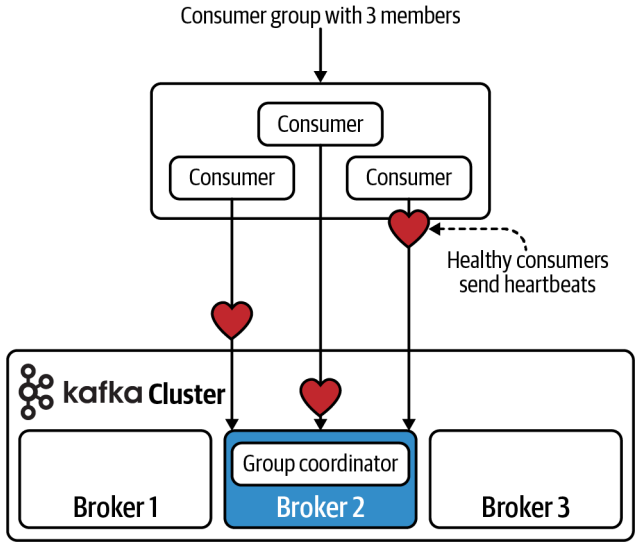 Consumer group with 3 members
Consumer
Consumer
Consumer
Healthy consumers
send heartbeats
kafka Cluster
Group coordinator
Broker 1
Broker 2
Broker 3